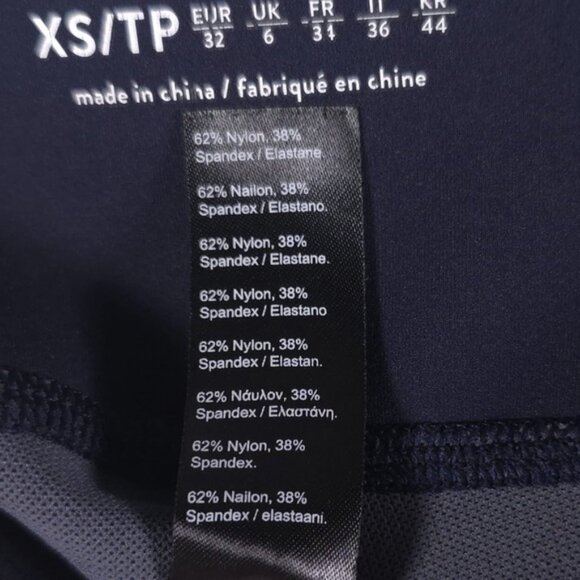 XS/TP EUR 32 - UK 6 - FR 34 - IT 36 - KR 44
made in china / fabriqué en chine
62% Nylon, 38%
Spandex / Elastane.
62% Nailon, 38%
Spandex / Elastano.
62% Nylon, 38%
Spandex / Elastane.
62% Nylon, 38%
Spandex / Elastano
62% Nylon, 38%
Spandex / Elastan.
62% Νάυλον, 38%
Spandex / Ελαστάνη.
62% Nylon, 38%
Spandex.
62% Nailon, 38%
Spandex / elastaani.